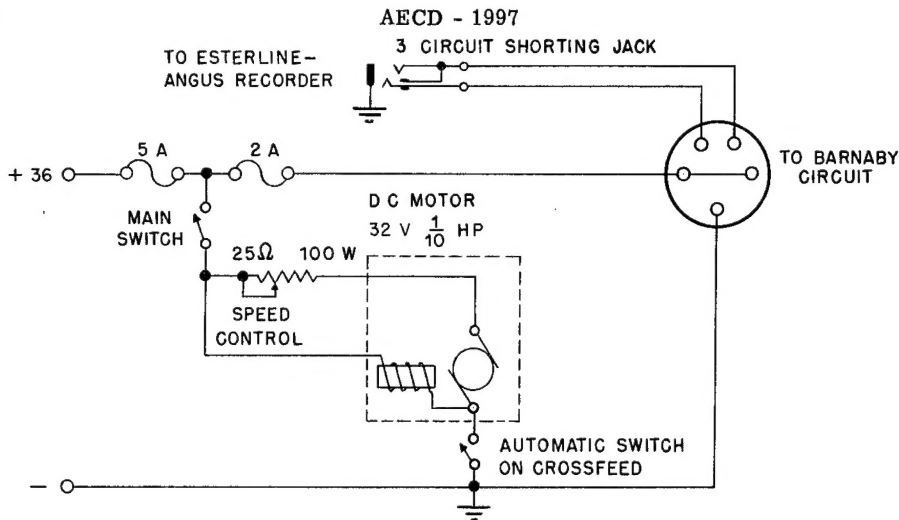 AECD - 1997
3 CIRCUIT SHORTING JACK
TO ESTERLINE-
ANGUS RECORDER
5 A
2 A
+ 36
TO BARNABY
CIRCUIT
MAIN
SWITCH
D C MOTOR
32 V 1/10 HP
25Ω 100 W
SPEED
CONTROL
AUTOMATIC SWITCH
ON CROSSFEED
−